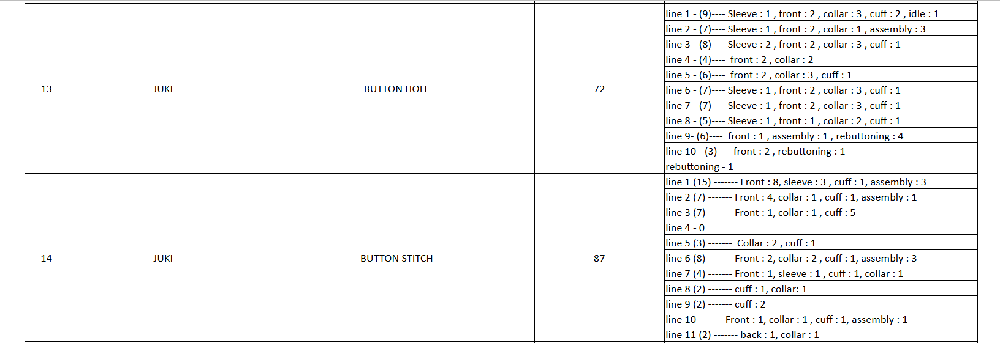 13 JUKI BUTTON HOLE 72
line 1 - (9)---- Sleeve : 1 , front : 2 , collar : 3 , cuff : 2 , idle : 1
line 2 - (7)---- Sleeve : 1 , front : 2 , collar : 1 , assembly : 3
line 3 - (8)---- Sleeve : 2 , front : 2 , collar : 3 , cuff : 1
line 4 - (4)----  front : 2 , collar : 2
line 5 - (6)----  front : 2 , collar : 3 , cuff : 1
line 6 - (7)---- Sleeve : 1 , front : 2 , collar : 3 , cuff : 1
line 7 - (7)---- Sleeve : 1 , front : 2 , collar : 3 , cuff : 1
line 8 - (5)---- Sleeve : 1 , front : 1 , collar : 2 , cuff : 1
line 9- (6)----  front : 1 , assembly : 1 , rebuttoning : 4
line 10 - (3)---- front : 2 , rebuttoning : 1
rebuttoning - 1
14 JUKI BUTTON STITCH 87
line 1 (15) ------- Front : 8, sleeve : 3 , cuff : 1, assembly : 3
line 2 (7) ------- Front : 4, collar : 1 , cuff : 1, assembly : 1
line 3 (7) ------- Front : 1, collar : 1 , cuff : 5
line 4 - 0
line 5 (3) -------  Collar : 2 , cuff : 1
line 6 (8) ------- Front : 2, collar : 2 , cuff : 1, assembly : 3
line 7 (4) ------- Front : 1, sleeve : 1 , cuff : 1, collar : 1
line 8 (2) ------- cuff : 1, collar: 1
line 9 (2) ------- cuff : 2
line 10 ------- Front : 1, collar : 1 , cuff : 1, assembly : 1
line 11 (2) ------- back : 1, collar : 1